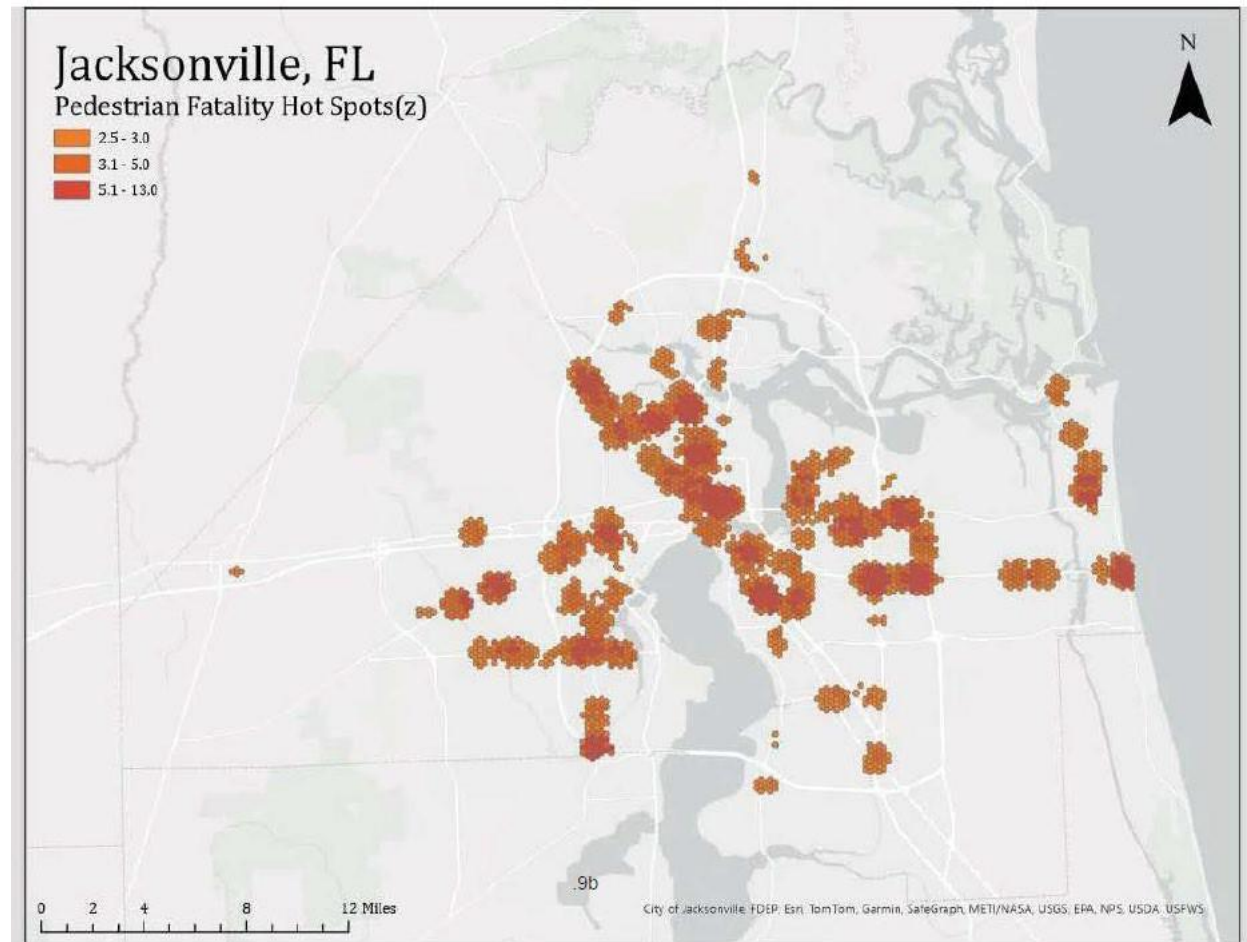 Jacksonville, FL
Pedestrian Fatality Hot Spots(z)
2.5 - 3.0
3.1 - 5.0
5.1 - 13.0
N
.9b
0 2 4 8 12 Miles
City of Jacksonville, FDEP, Esri, TomTom, Garmin, SafeGraph, METI/NASA, USGS, EPA, NPS, USDA, USFWS